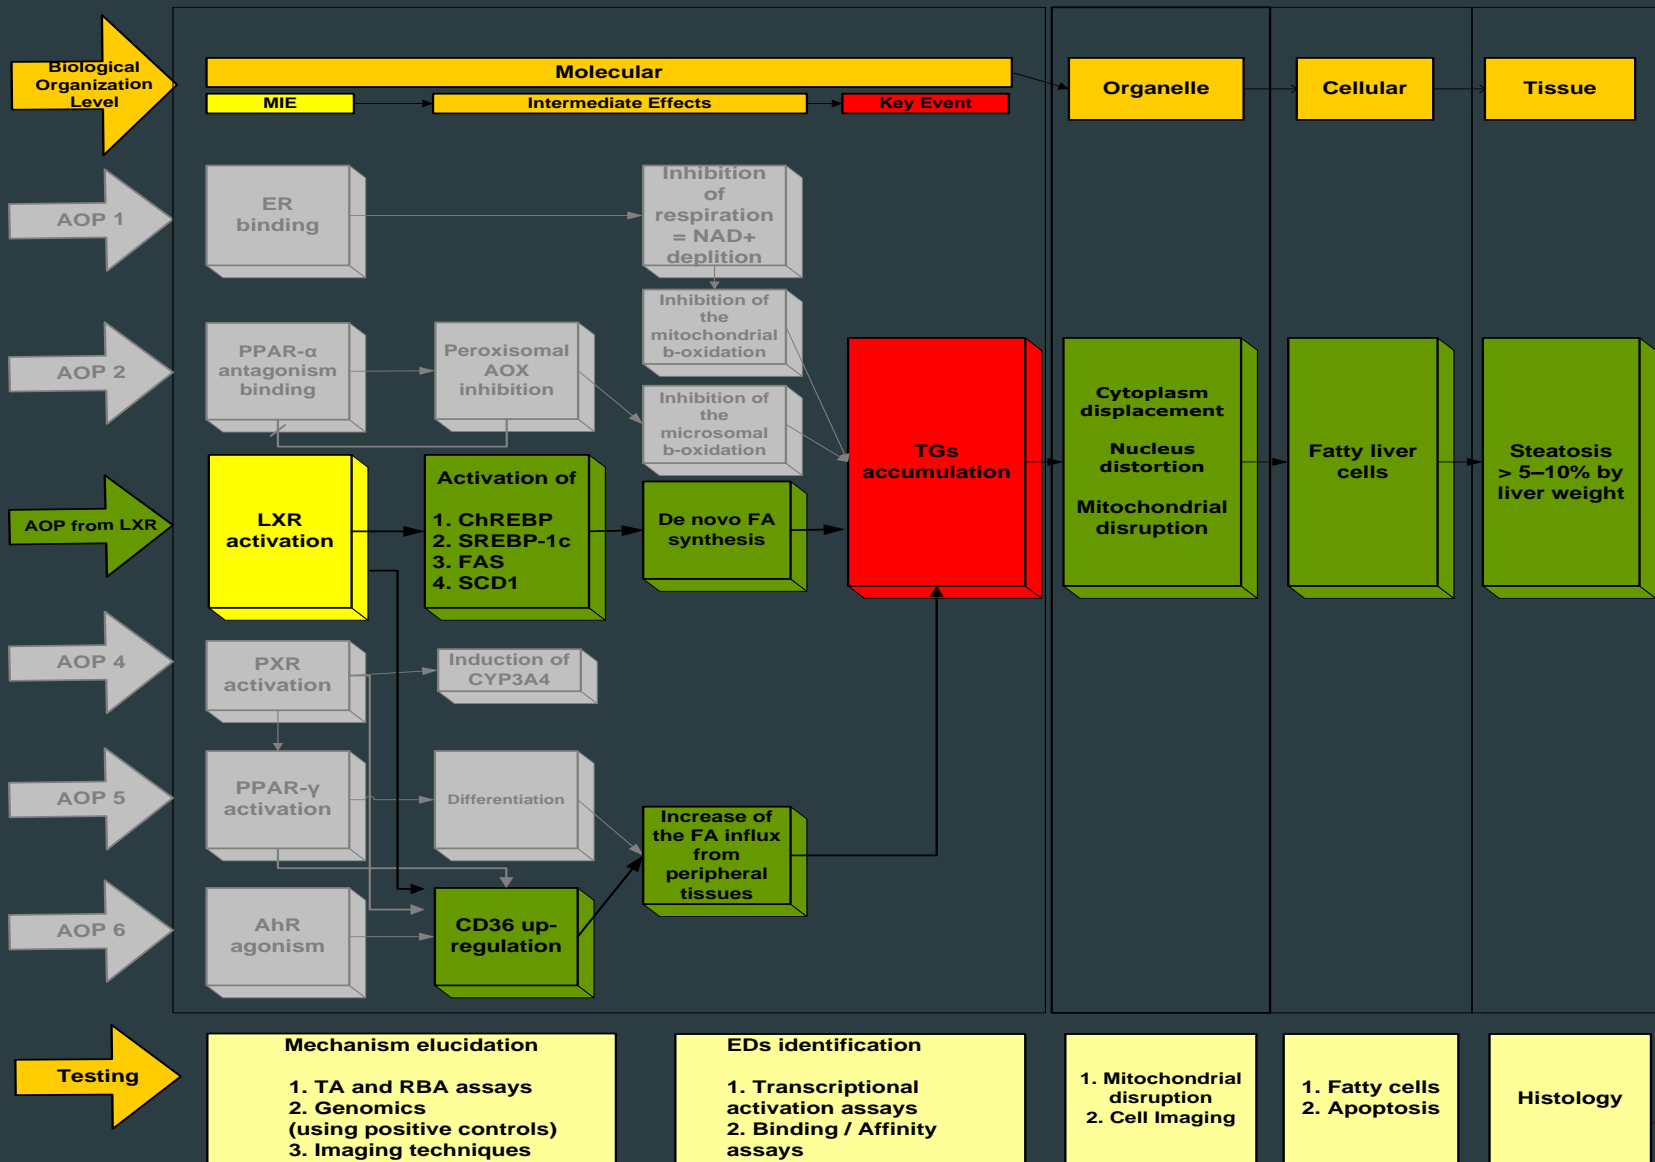 Biological
Organization
Level
Molecular
MIE
Intermediate Effects
Key Event
Organelle
Cellular
Tissue
AOP 1
ER
binding
Inhibition
of
respiration
= NAD+
deplition
Inhibition of
the
mitochondrial
b-oxidation
AOP 2
PPAR-α
antagonism
binding
Peroxisomal
AOX
inhibition
Inhibition of
the
microsomal
b-oxidation
TGs
accumulation
Cytoplasm
displacement
Nucleus
distortion
Mitochondrial
disruption
Fatty liver
cells
Steatosis
> 5–10% by
liver weight
AOP from LXR
LXR
activation
Activation of
1. ChREBP
2. SREBP-1c
3. FAS
4. SCD1
De novo FA
synthesis
AOP 4
PXR
activation
Induction of
CYP3A4
AOP 5
PPAR-γ
activation
Differentiation
Increase of
the FA influx
from
peripheral
tissues
AOP 6
AhR
agonism
CD36 up-
regulation
Testing
Mechanism elucidation
1. TA and RBA assays
2. Genomics
(using positive controls)
3. Imaging techniques
EDs identification
1. Transcriptional
activation assays
2. Binding / Affinity
assays
1. Mitochondrial
disruption
2. Cell Imaging
1. Fatty cells
2. Apoptosis
Histology